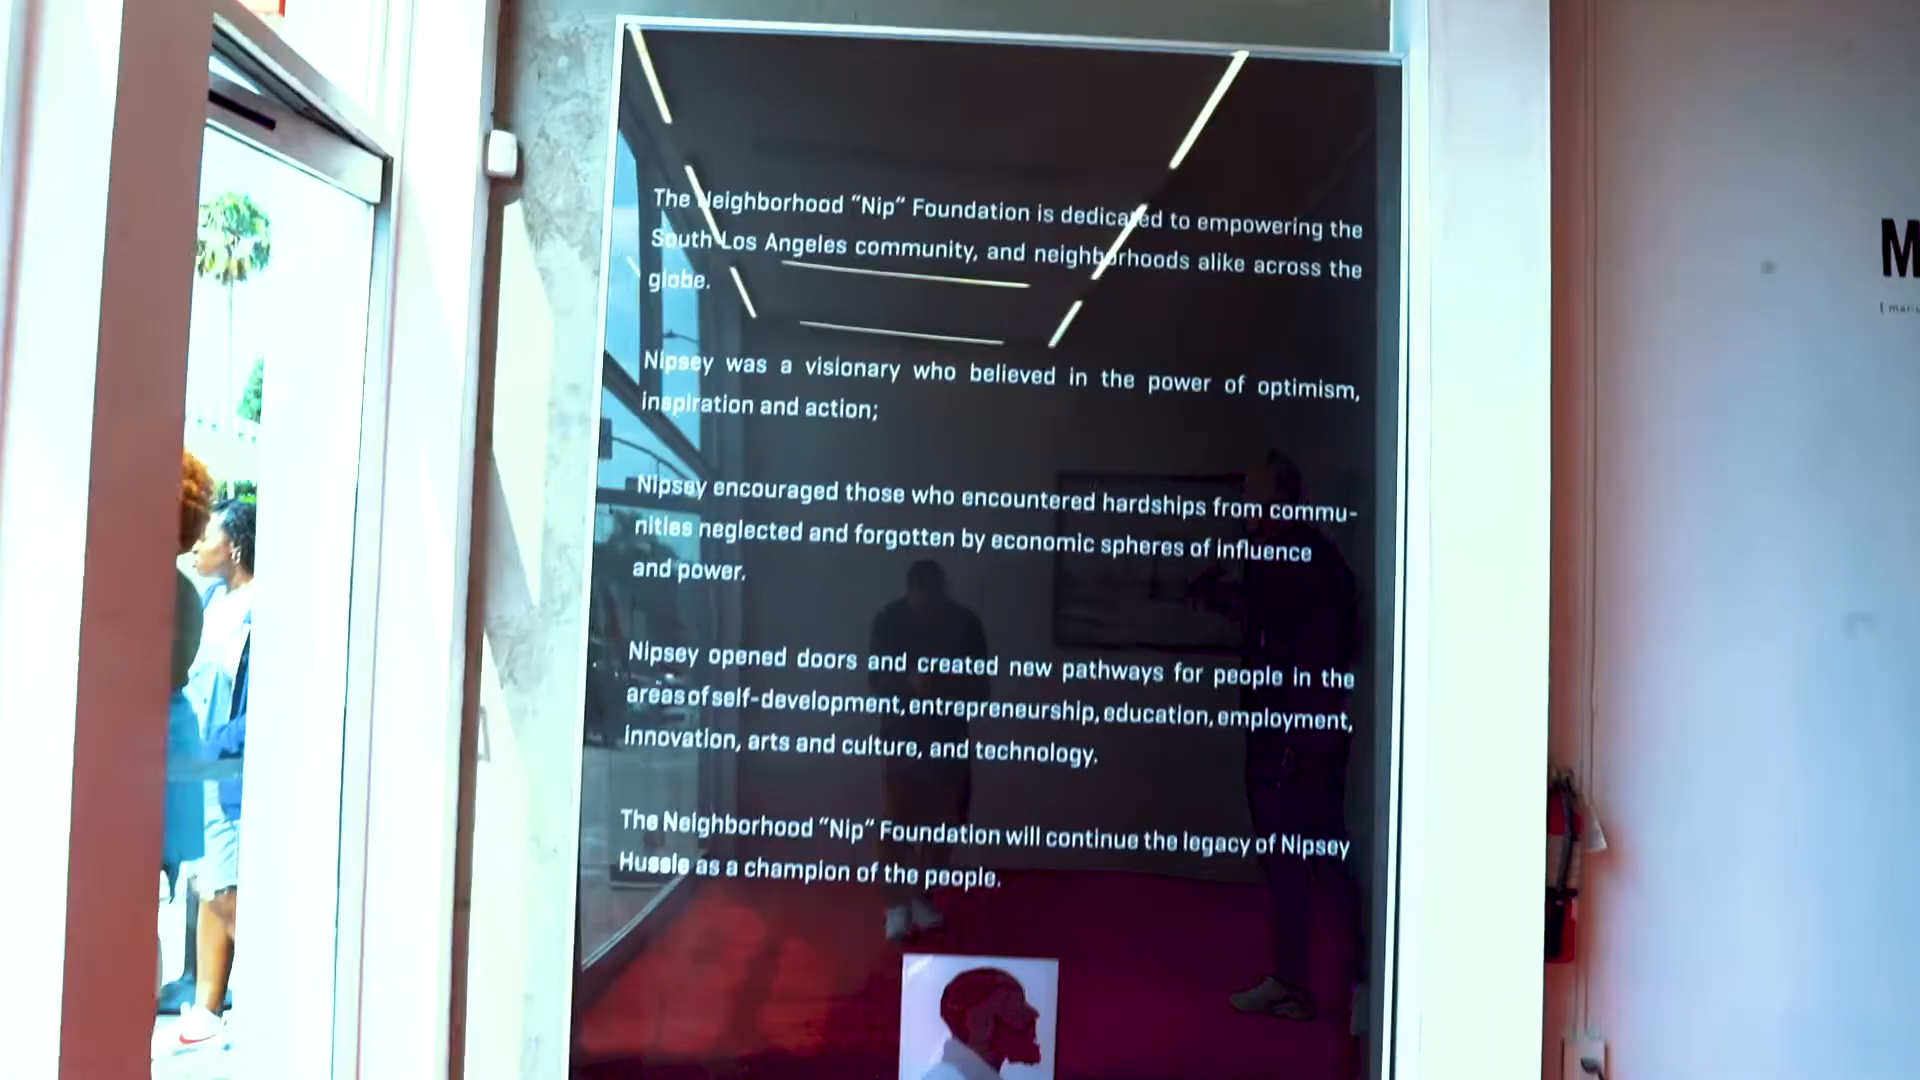 The Neighborhood “Nip” Foundation is dedicated to empowering the
South Los Angeles community, and neighborhoods alike across the
globe.
Nipsey was a visionary who believed in the power of optimism,
inspiration and action;
Nipsey encouraged those who encountered hardships from commu-
nities neglected and forgotten by economic spheres of influence
and power.
Nipsey opened doors and created new pathways for people in the
areas of self-development, entrepreneurship, education, employment,
innovation, arts and culture, and technology.
The Neighborhood “Nip” Foundation will continue the legacy of Nipsey
Hussle as a champion of the people.